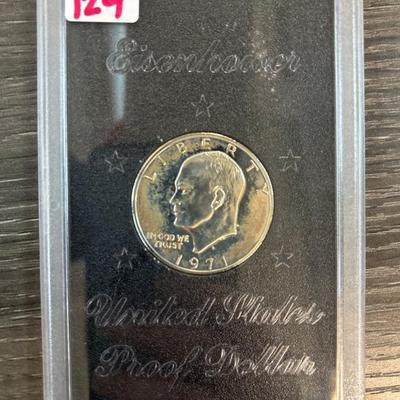 124
Eisenhower
LIBERTY
IN GOD WE
TRUST
1971
United States
Proof Dollar